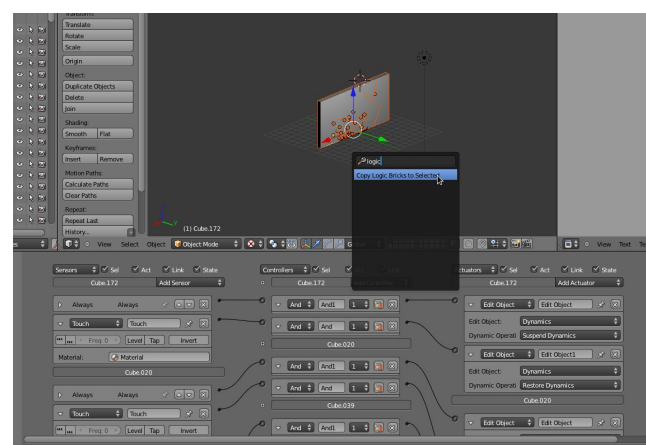 Transform:
Translate
Rotate
Scale
Origin
Object:
Duplicate Objects
Delete
Join
Shading:
Smooth Flat
Keyframes:
Insert Remove
Motion Paths:
Calculate Paths
Clear Paths
Repeat:
Repeat Last
History...
(1) Cube.172
logic
Copy Logic Bricks to Selected
View Select Object Object Mode Global
View Text
Sensors Sel Act Link State
Cube.172 Add Sensor
Always Always
Touch Touch
Freq: 0 Level Tap Invert
Material: Material
Cube.020
Always Always
Touch Touch
Freq: 0 Level Tap Invert
Controllers Sel Act Link
Cube.172 Add Controller
And And1 1
And And 1
Cube.020
And And1 1
And And 1
Cube.039
And And1 1
Actuators Sel Act Link State
Cube.172 Add Actuator
Edit Object Edit Object
Edit Object: Dynamics
Dynamic Operati Suspend Dynamics
Edit Object Edit Object1
Edit Object: Dynamics
Dynamic Operati Restore Dynamics
Cube.020
Edit Object Edit Object